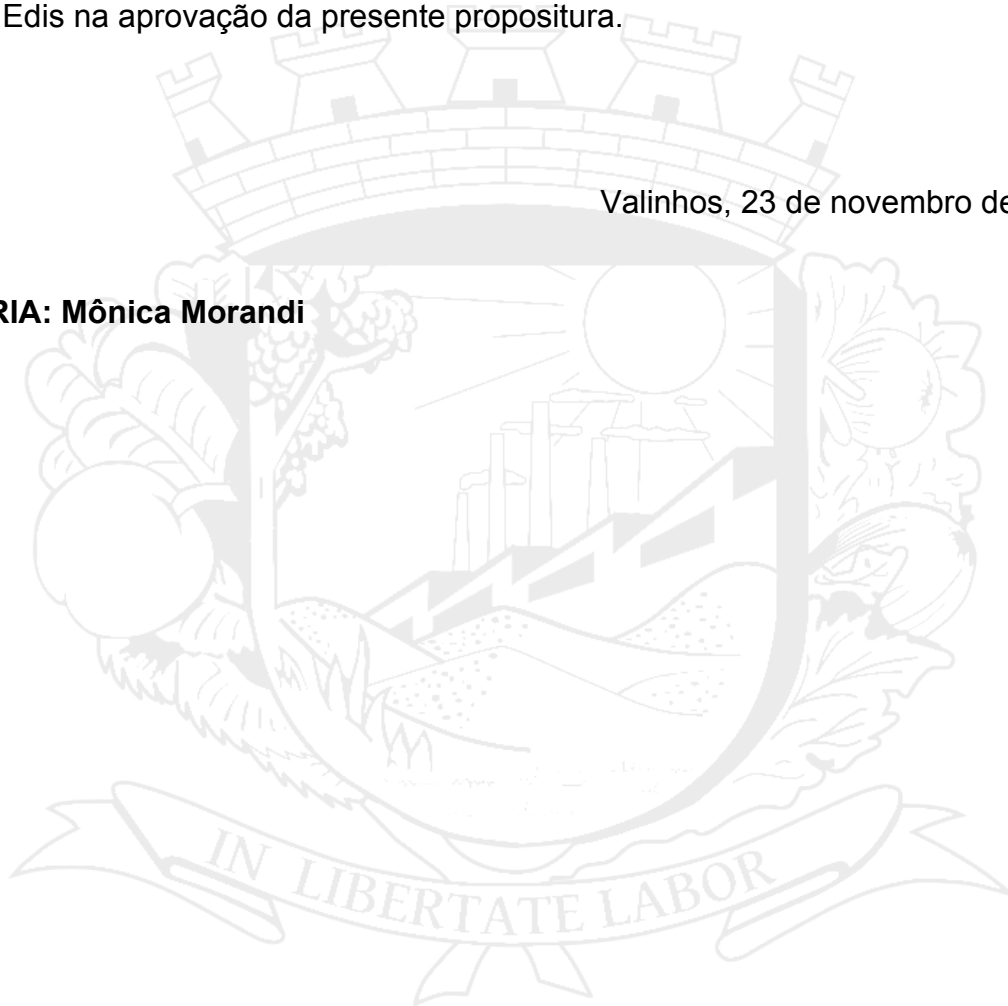 Edis na aprovação da presente propositura.
Valinhos, 23 de novembro de
RIA: Mônica Morandi
IN LIBERTATE LABOR